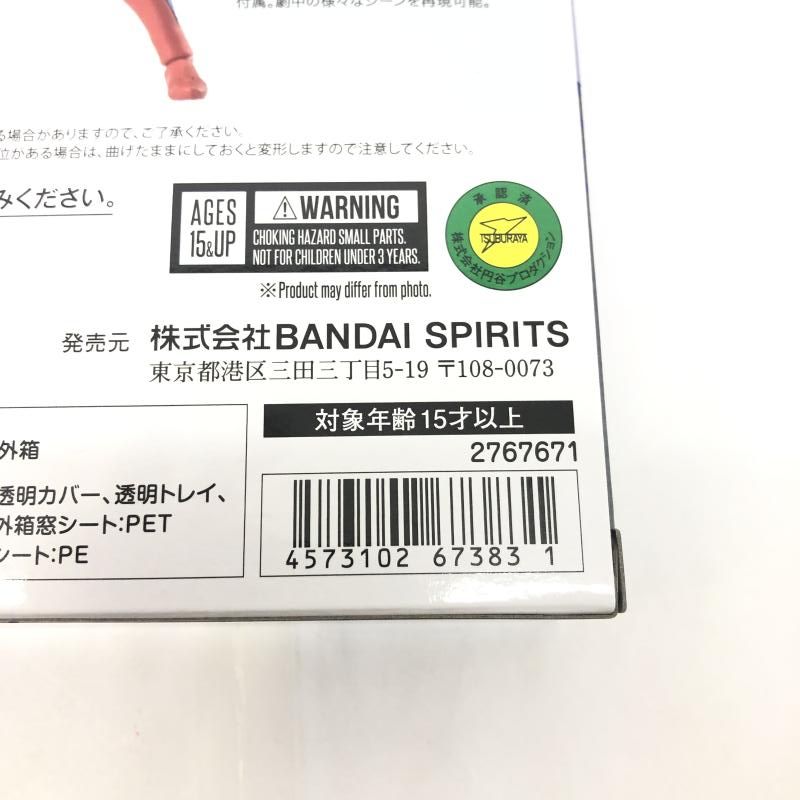 付属。劇中の様々なシーンを再現可能。
る場合がありますので、ご了承ください。
位がある場合は、曲げたままにしておくと変形しますので注意してください。
みください。
AGES
15&UP
⚠WARNING
CHOKING HAZARD SMALL PARTS.
NOT FOR CHILDREN UNDER 3 YEARS.
※Product may differ from photo.
承認済
TSUBURAYA
株式会社円谷プロダクション
発売元 株式会社BANDAI SPIRITS
東京都港区三田三丁目5-19 〒108-0073
対象年齢15才以上
2767671
外箱
透明カバー、透明トレイ、
外箱窓シート:PET
シート:PE
4573102 67383 1